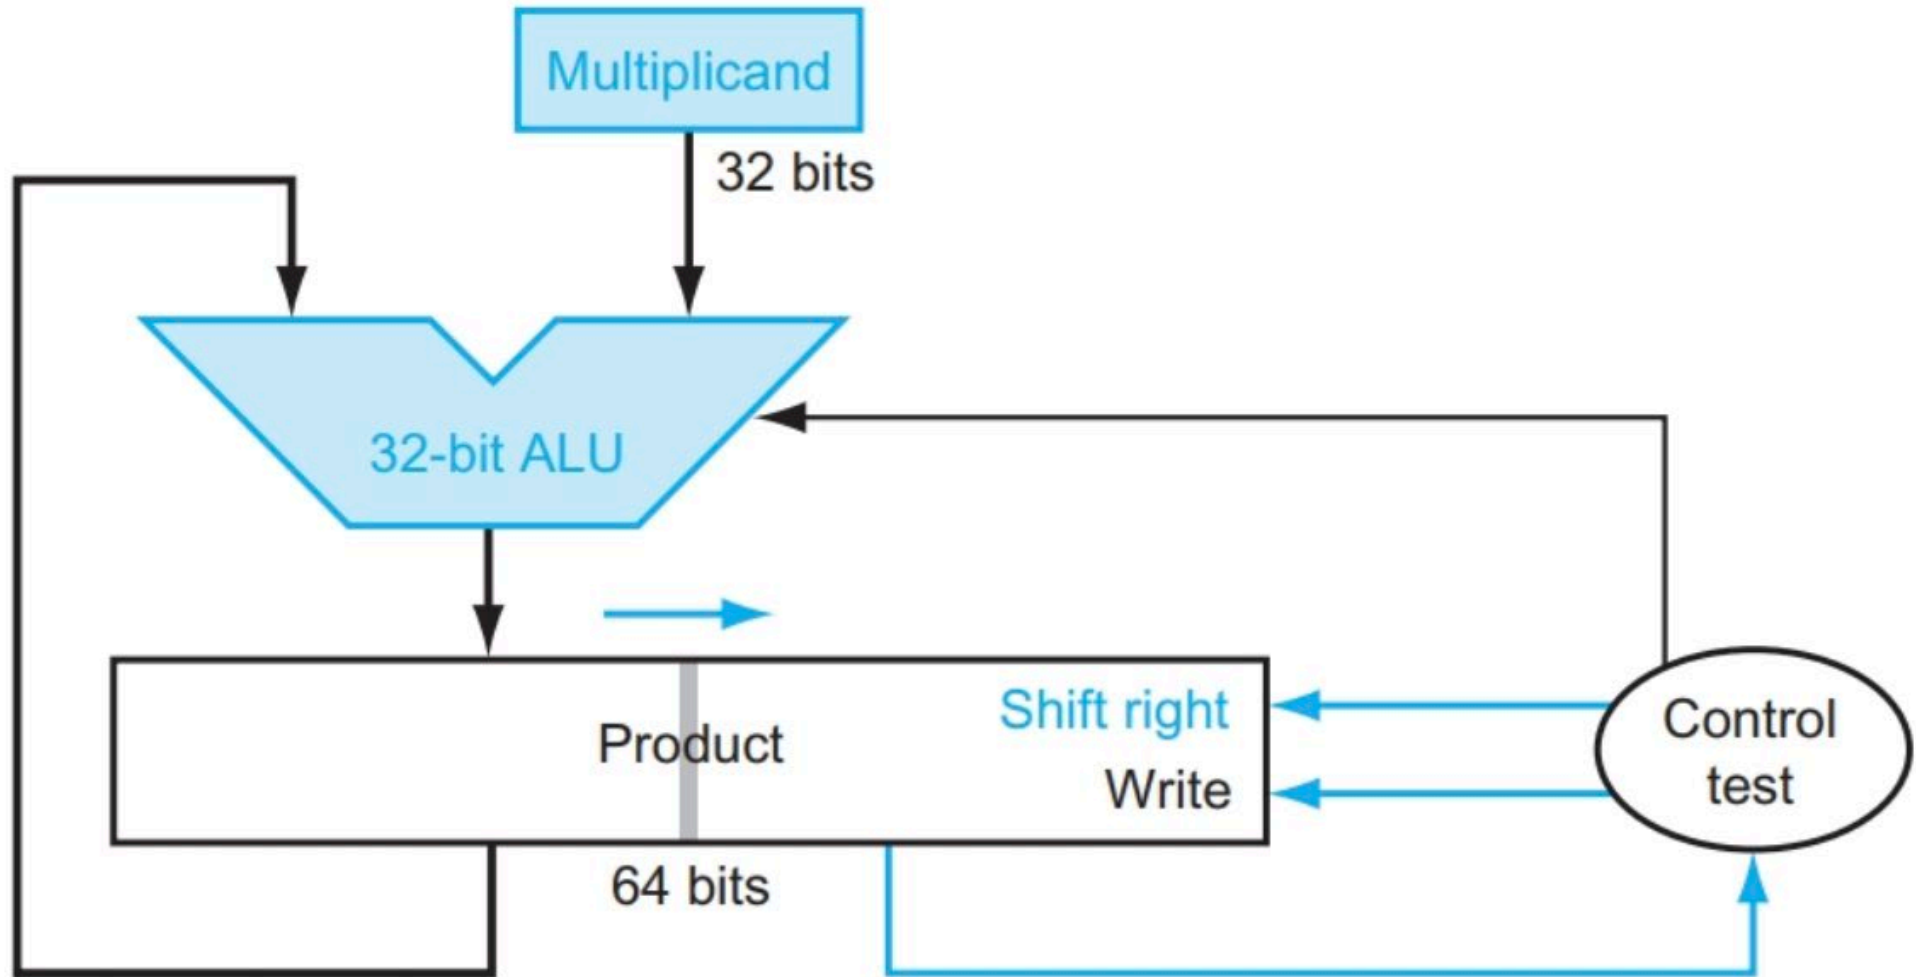 Multiplicand
32 bits
32-bit ALU
Product
Shift right
Write
Control
test
64 bits